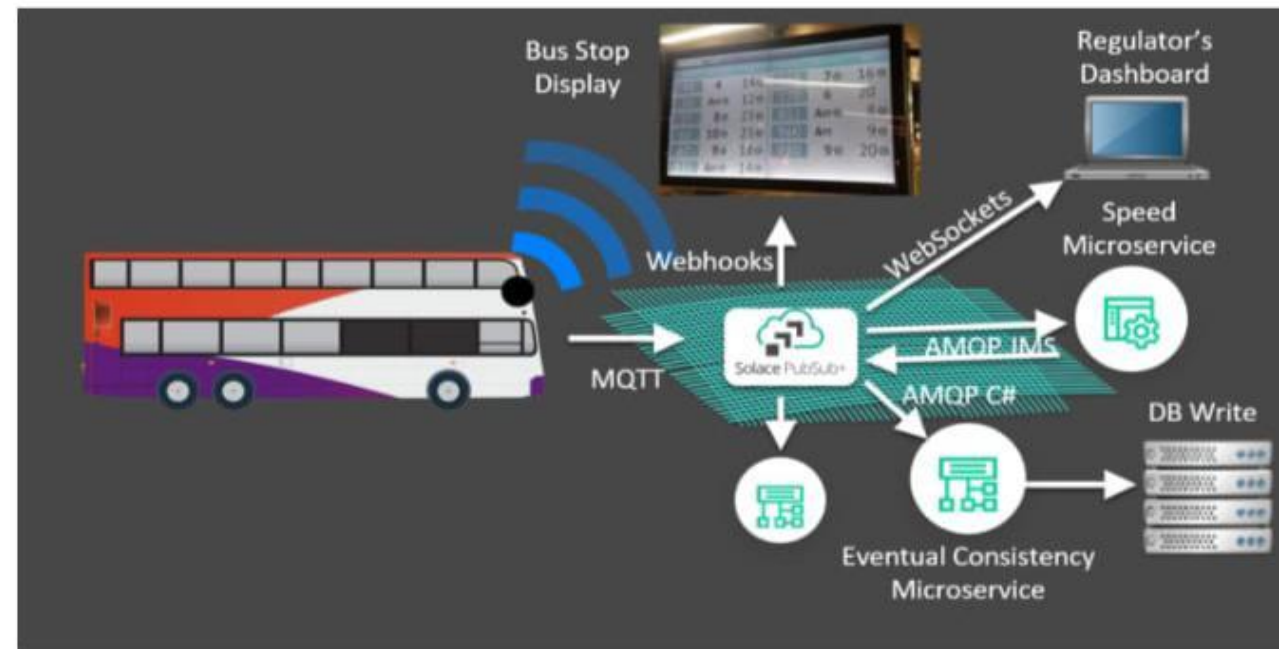 Bus Stop
Display
Regulator's
Dashboard
Webhooks
WebSockets
Speed
Microservice
MQTT
Solace PubSub+
AMQP JMS
AMQP C#
DB Write
Eventual Consistency
Microservice